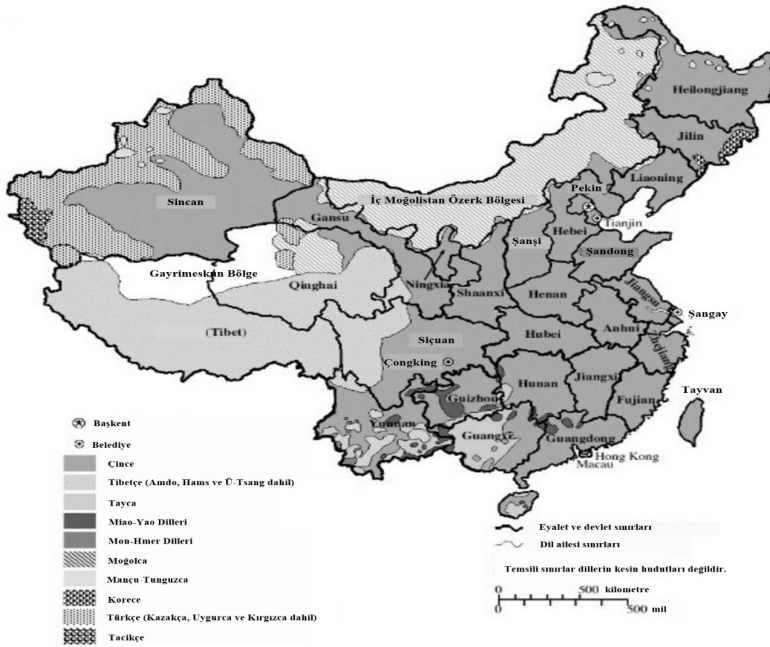 Heilongjiang
Jilin
Liaoning
Pekin
Tianjin
Hebei
İç Moğolistan Özerk Bölgesi
Sincan
Gansu
Şanşi
Şandong
Gayrimeskun Bölge
Qinghai
Ningxia
Shaanxi
Henan
Jiangsu
Şangay
(Tibet)
Siçuan
Hubei
Anhui
Zhejiang
Çongking
Hunan
Jiangxi
Guizhou
Fujian
Tayvan
Yunnan
Guangxi
Guangdong
Hong Kong
Macau
Başkent
Belediye
Çince
Tibetçe (Amdo, Hams ve Ü-Tsang dahil)
Tayca
Miao-Yao Dilleri
Mon-Hmer Dilleri
Moğolca
Mançu-Tunguzca
Korece
Türkçe (Kazakça, Uygurca ve Kırgızca dahil)
Tacikçe
Eyalet ve devlet sınırları
Dil ailesi sınırları
Temsili sınırlar dillerin kesin hudutları değildir.
0 500 kilometre
0 500 mil